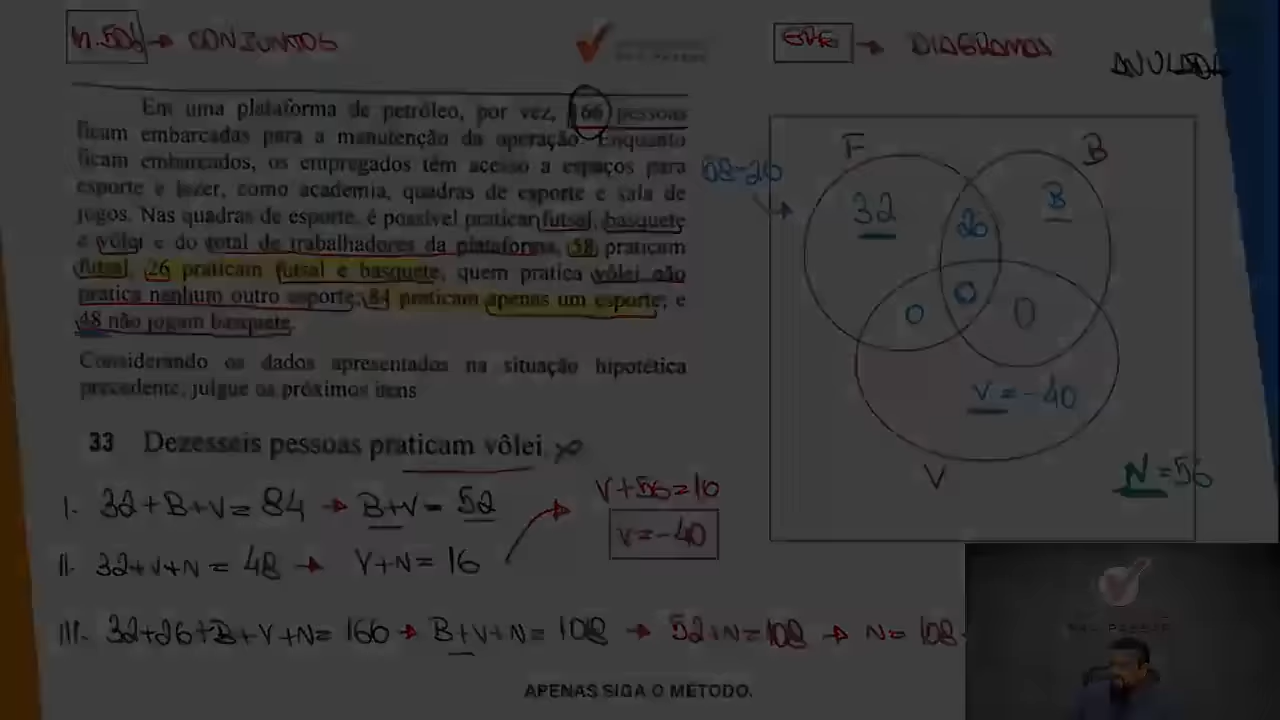 → CONJUNTOS
→ DIAGRAMAS
ANULADA
Em uma plataforma de petróleo, por vez, 166 pessoas
ficam embarcadas para a manutenção da operação. Enquanto
ficam embarcados, os empregados têm acesso a espaços para
esporte e lazer, como academia, quadras de esporte e sala de
jogos. Nas quadras de esporte, é possível praticar futsal, basquete
e vôlei e do total de trabalhadores da plataforma, 58 praticam
futsal, 26 praticam futsal e basquete, quem pratica vôlei não
pratica nenhum outro esporte, 84 praticam apenas um esporte, e
48 não jogam basquete.
Considerando os dados apresentados na situação hipotética
precedente, julgue os próximos itens
33 Dezesseis pessoas praticam vôlei.
I. 32+B+V= 84 → B+V= 52
II. 32+V+N= 48 → V+N= 16
III. 32+26+B+V+N= 166 → B+V+N= 108 → 52+N=108 → N= 108
V+56=16
V=-40
58-26
F
B
32
26
B
0
0
0
V=-40
V
N=56
APENAS SIGA O MÉTODO.